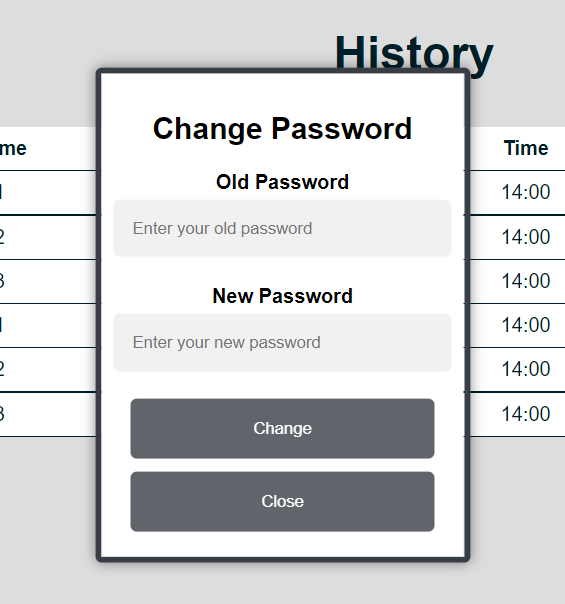 History
Change Password
me Time
Old Password
1 14:00
Enter your old password
2 14:00
3 14:00
New Password
1 14:00
Enter your new password
2 14:00
3 14:00
Change
Close